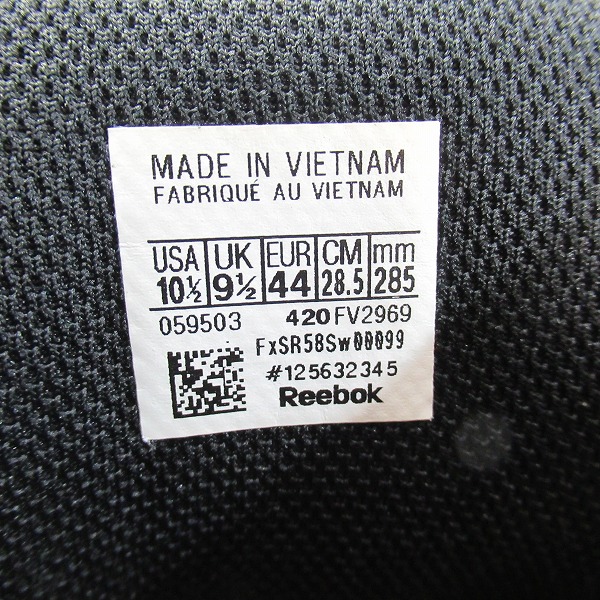 MADE IN VIETNAM
FABRIQUÉ AU VIETNAM
USA UK EUR CM mm
10½ 9½ 44 28.5 285
059503 420FV2969
FxSR58Sw00099
#125632345
Reebok